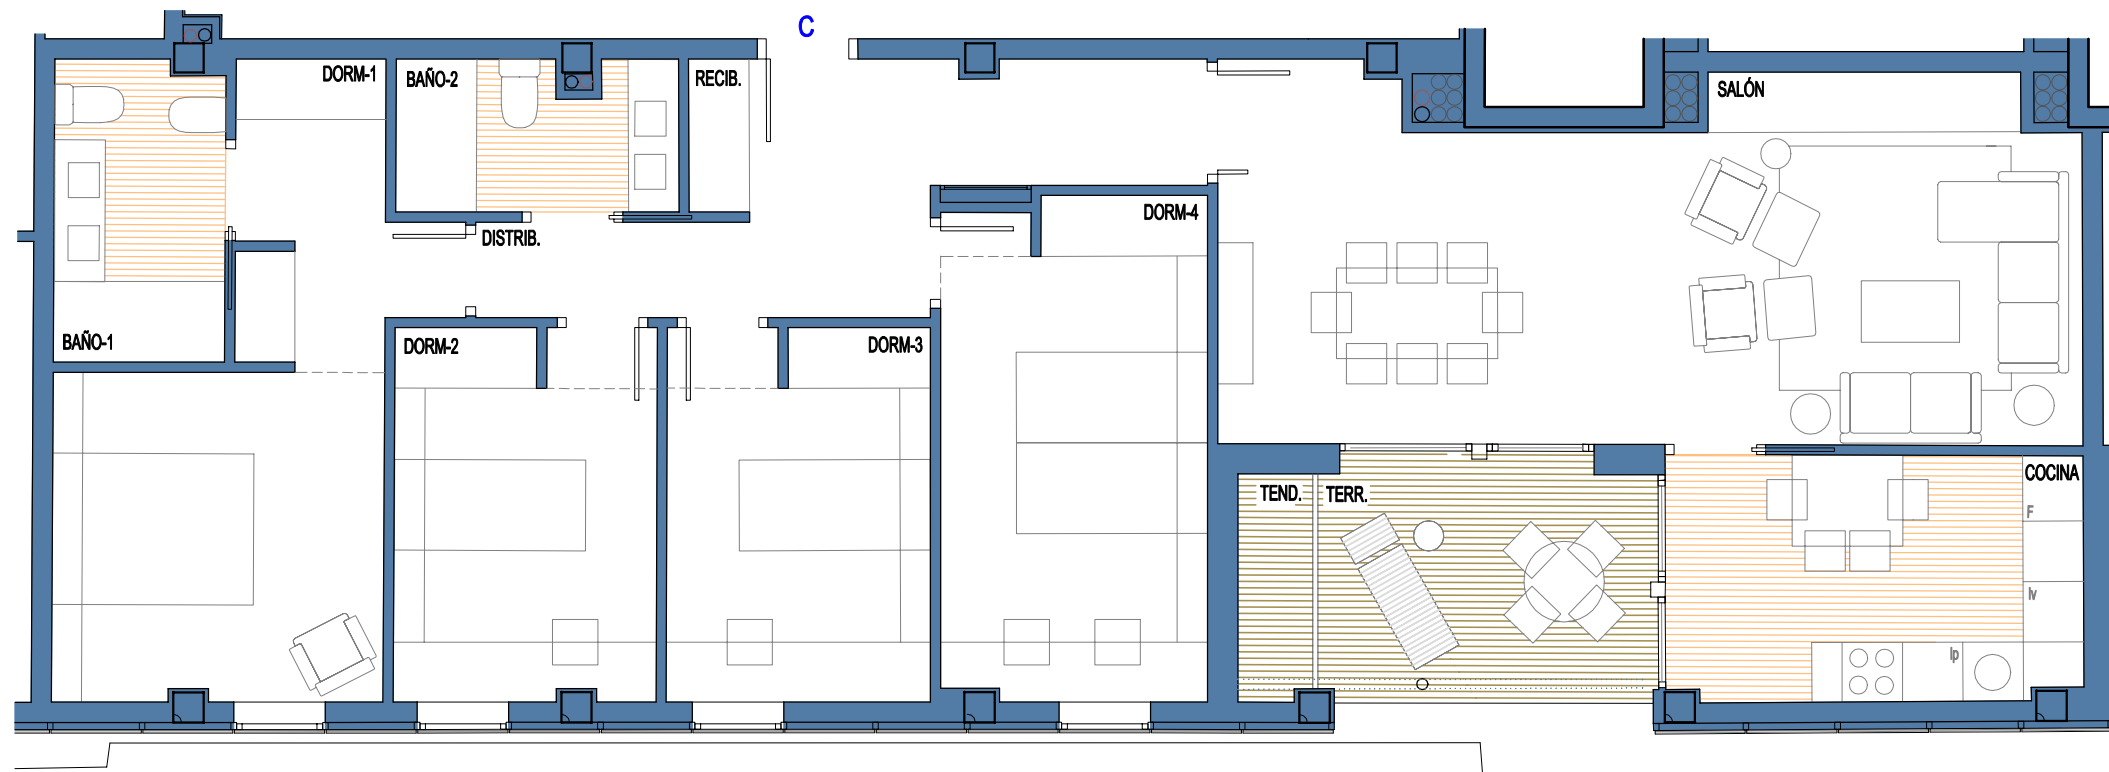 C
DORM-1
BAÑO-2
RECIB.
SALÓN
DORM-4
DISTRIB.
BAÑO-1
DORM-2
DORM-3
TEND.
TERR.
COCINA
F
lv
lp